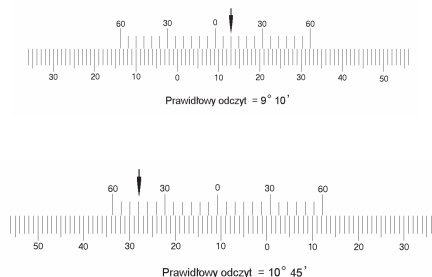 60 30 0 30 60
30 20 10 0 10 20 30 40 50
Prawidłowy odczyt = 9° 10'
60 30 0 30 60
50 40 30 20 10 0 10 20 30
Prawidłowy odczyt = 10° 45'